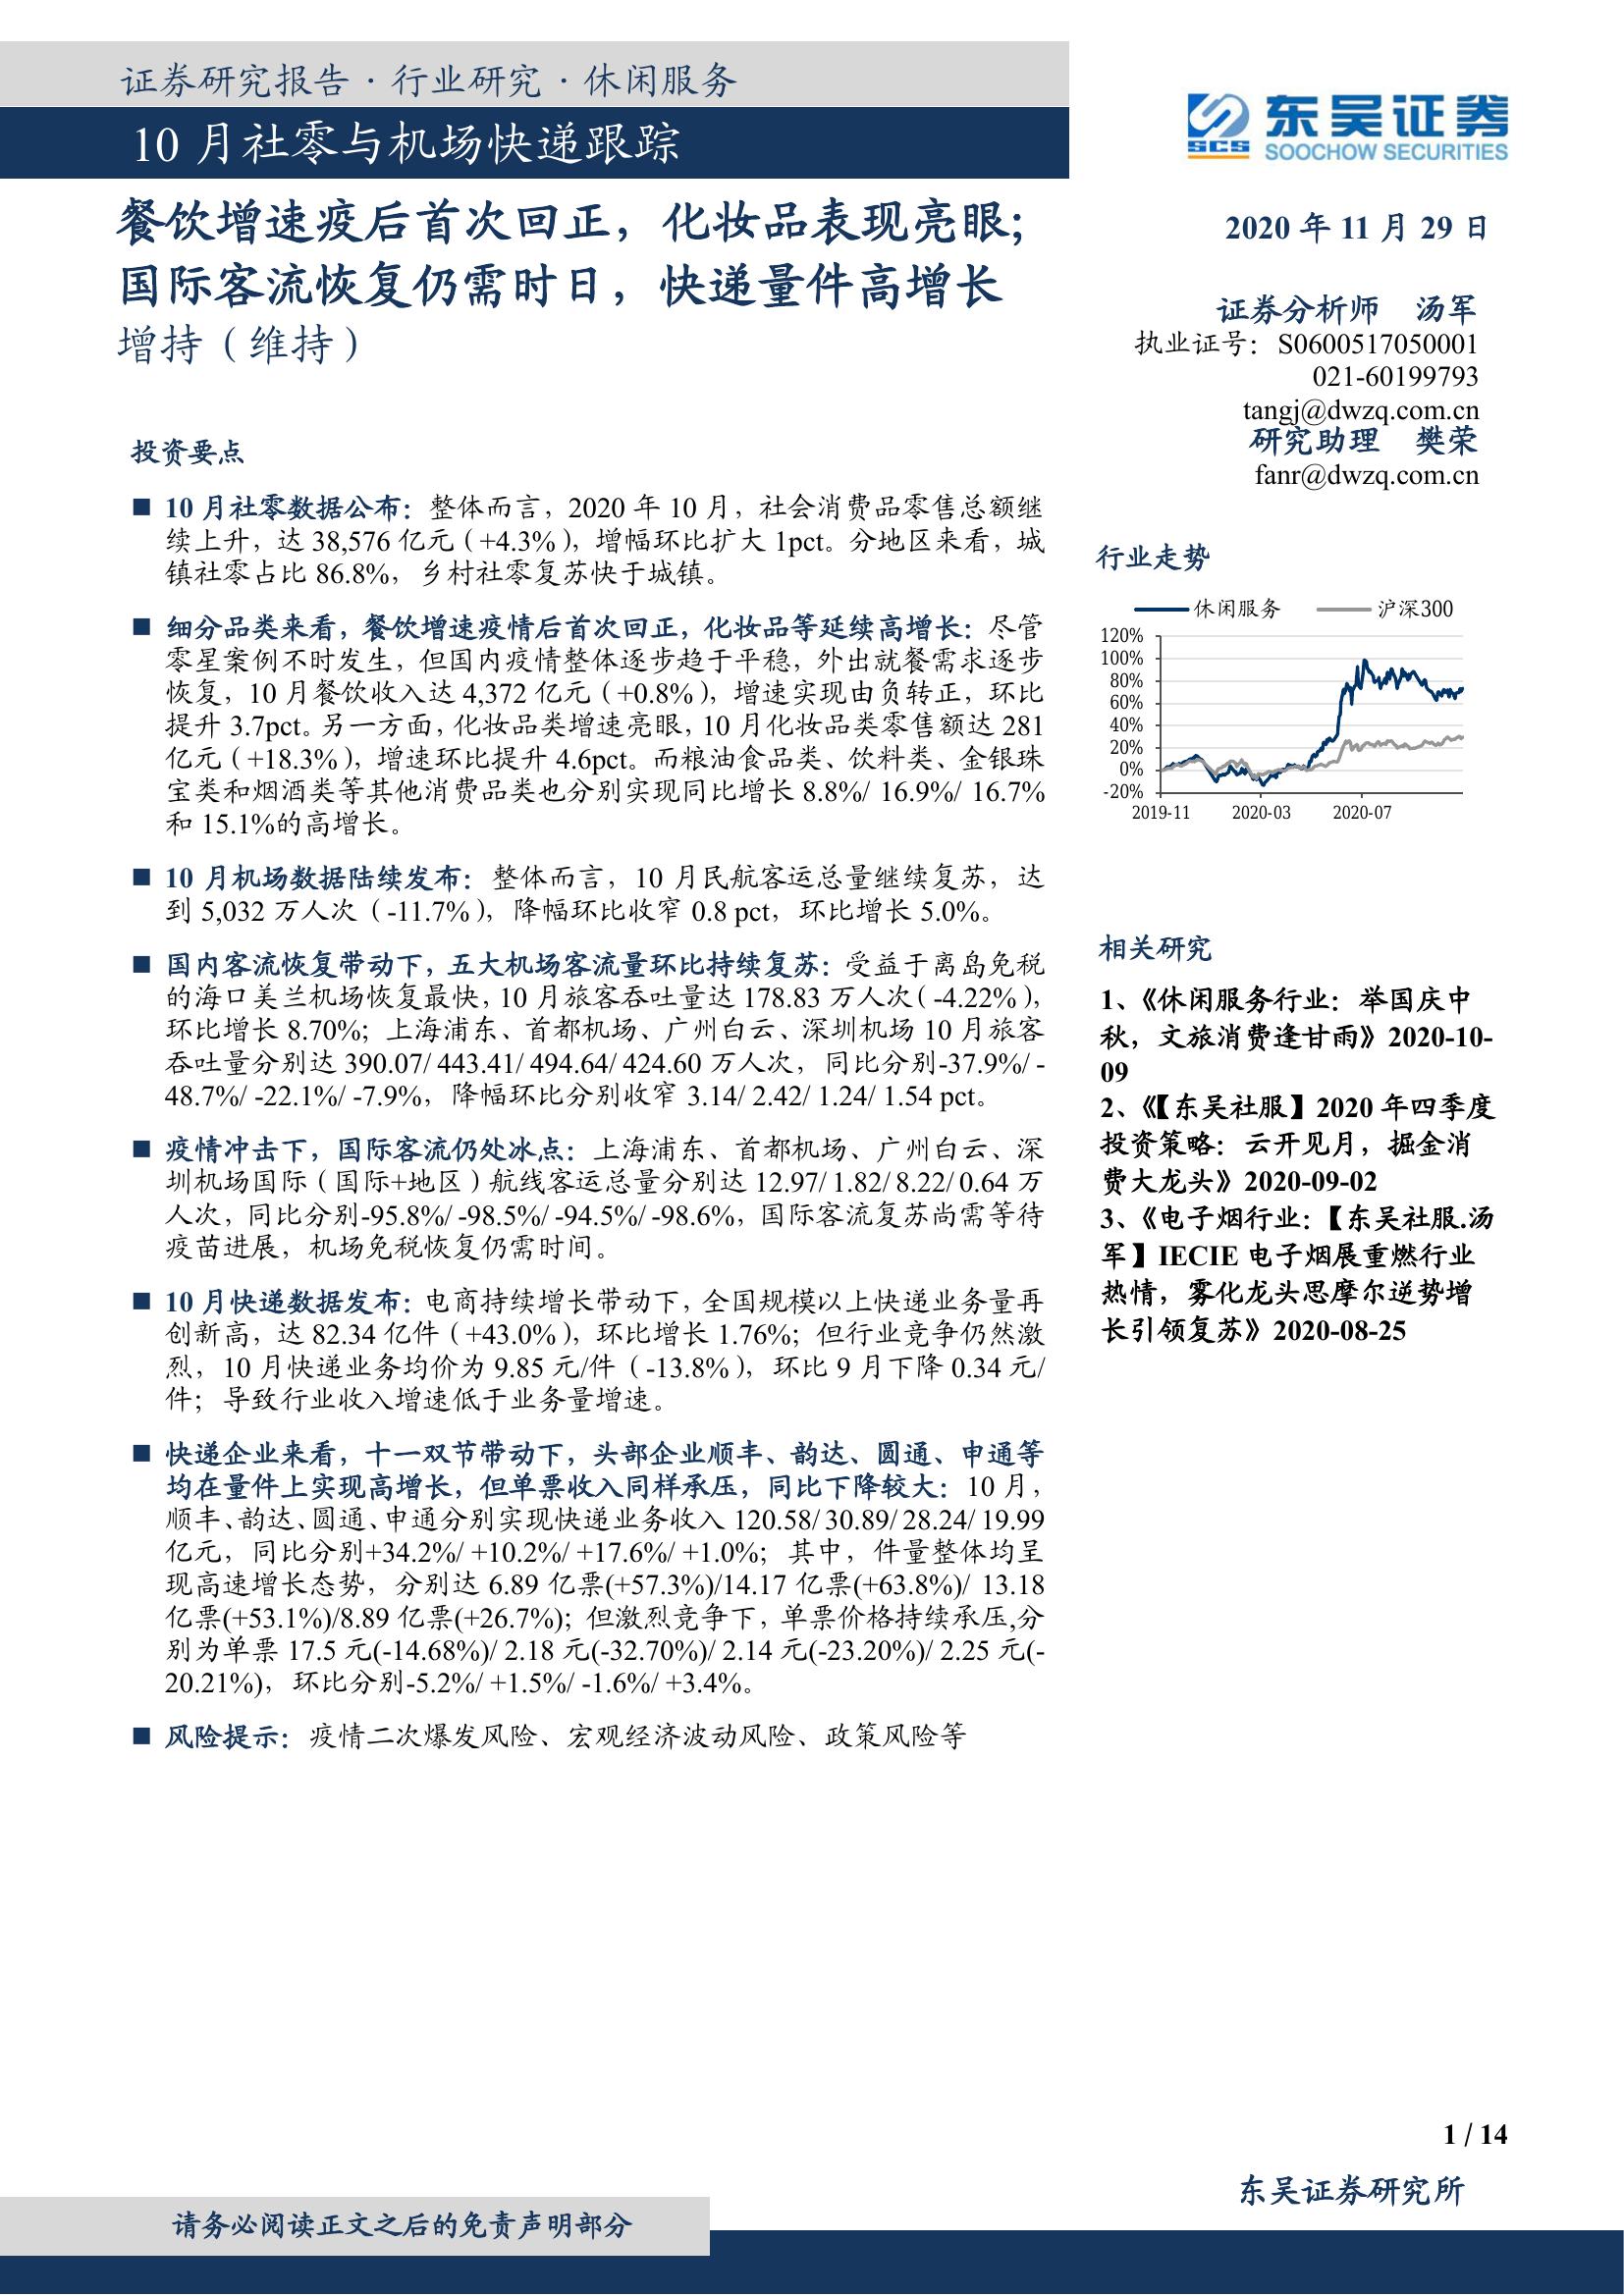 证券研究报告·行业研究·休闲服务
10 月社零与机场快递跟踪
SCS
东吴证券
SOOCHOW SECURITIES
餐饮增速疫后首次回正，化妆品表现亮眼；
国际客流恢复仍需时日，快递量件高增长
增持（维持）
2020 年 11 月 29 日
证券分析师 汤军
执业证号：S0600517050001
021-60199793
tangj@dwzq.com.cn
研究助理 樊荣
fanr@dwzq.com.cn
投资要点
■ 10 月社零数据公布：整体而言，2020 年 10 月，社会消费品零售总额继
续上升，达 38,576 亿元（+4.3%），增幅环比扩大 1pct。分地区来看，城
镇社零占比 86.8%，乡村社零复苏快于城镇。
■ 细分品类来看，餐饮增速疫情后首次回正，化妆品等延续高增长：尽管
零星案例不时发生，但国内疫情整体逐步趋于平稳，外出就餐需求逐步
恢复，10 月餐饮收入达 4,372 亿元（+0.8%），增速实现由负转正，环比
提升 3.7pct。另一方面，化妆品类增速亮眼，10 月化妆品类零售额达 281
亿元（+18.3%），增速环比提升 4.6pct。而粮油食品类、饮料类、金银珠
宝类和烟酒类等其他消费品类也分别实现同比增长 8.8%/ 16.9%/ 16.7%
和 15.1%的高增长。
■ 10 月机场数据陆续发布：整体而言，10 月民航客运总量继续复苏，达
到 5,032 万人次（-11.7%），降幅环比收窄 0.8 pct，环比增长 5.0%。
■ 国内客流恢复带动下，五大机场客流量环比持续复苏：受益于离岛免税
的海口美兰机场恢复最快，10 月旅客吞吐量达 178.83 万人次（-4.22%），
环比增长 8.70%；上海浦东、首都机场、广州白云、深圳机场 10 月旅客
吞吐量分别达 390.07/ 443.41/ 494.64/ 424.60 万人次，同比分别-37.9%/ -
48.7%/ -22.1%/ -7.9%，降幅环比分别收窄 3.14/ 2.42/ 1.24/ 1.54 pct。
■ 疫情冲击下，国际客流仍处冰点：上海浦东、首都机场、广州白云、深
圳机场国际（国际+地区）航线客运总量分别达 12.97/ 1.82/ 8.22/ 0.64 万
人次，同比分别-95.8%/ -98.5%/ -94.5%/ -98.6%，国际客流复苏尚需等待
疫苗进展，机场免税恢复仍需时间。
■ 10 月快递数据发布：电商持续增长带动下，全国规模以上快递业务量再
创新高，达 82.34 亿件（+43.0%），环比增长 1.76%；但行业竞争仍然激
烈，10 月快递业务均价为 9.85 元/件（-13.8%），环比 9 月下降 0.34 元/
件；导致行业收入增速低于业务量增速。
■ 快递企业来看，十一双节带动下，头部企业顺丰、韵达、圆通、申通等
均在量件上实现高增长，但单票收入同样承压，同比下降较大：10 月，
顺丰、韵达、圆通、申通分别实现快递业务收入 120.58/ 30.89/ 28.24/ 19.99
亿元，同比分别+34.2%/ +10.2%/ +17.6%/ +1.0%；其中，件量整体均呈
现高速增长态势，分别达 6.89 亿票(+57.3%)/14.17 亿票(+63.8%)/ 13.18
亿票(+53.1%)/8.89 亿票(+26.7%)；但激烈竞争下，单票价格持续承压,分
别为单票 17.5 元(-14.68%)/ 2.18 元(-32.70%)/ 2.14 元(-23.20%)/ 2.25 元(-
20.21%)，环比分别-5.2%/ +1.5%/ -1.6%/ +3.4%。
■ 风险提示：疫情二次爆发风险、宏观经济波动风险、政策风险等
行业走势
休闲服务 沪深300
120%
100%
80%
60%
40%
20%
0%
-20%
2019-11 2020-03 2020-07
相关研究
1、《休闲服务行业：举国庆中
秋，文旅消费逢甘雨》2020-10-
09
2、《【东吴社服】2020 年四季度
投资策略：云开见月，掘金消
费大龙头》2020-09-02
3、《电子烟行业：【东吴社服.汤
军】IECIE 电子烟展重燃行业
热情，雾化龙头思摩尔逆势增
长引领复苏》2020-08-25
1 / 14
东吴证券研究所
请务必阅读正文之后的免责声明部分